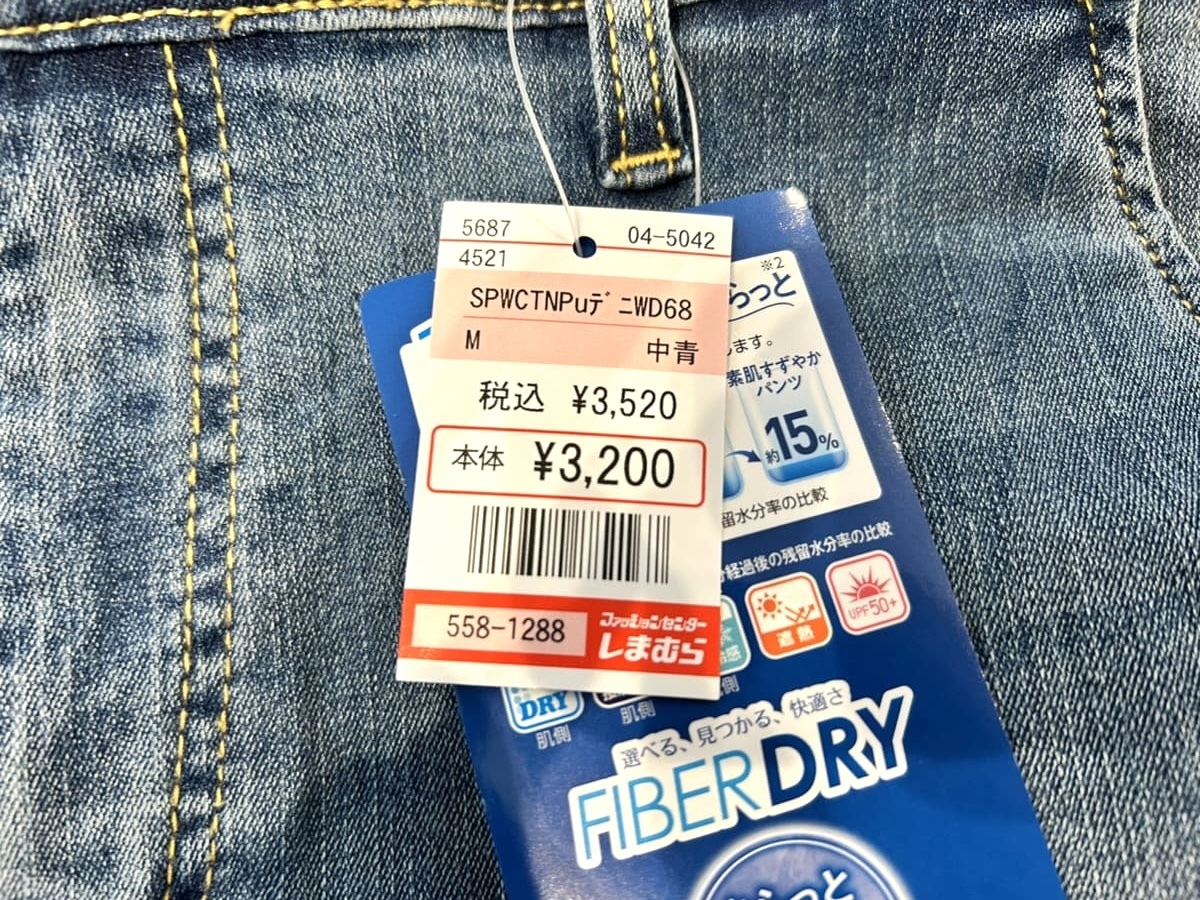 5687 04-5042
4521
SPWCTNPuデニWD68
M 中青
税込 ¥3,520
本体 ¥3,200
558-1288
ファッションセンター
しまむら
※2
らっと
します。
素肌すずやか
パンツ
約15%
留水分率の比較
経過後の残留水分率の比較
遮熱
UPF50+
DRY
肌側
肌側
選べる、見つかる、快適さ
FIBERDRY
らっと